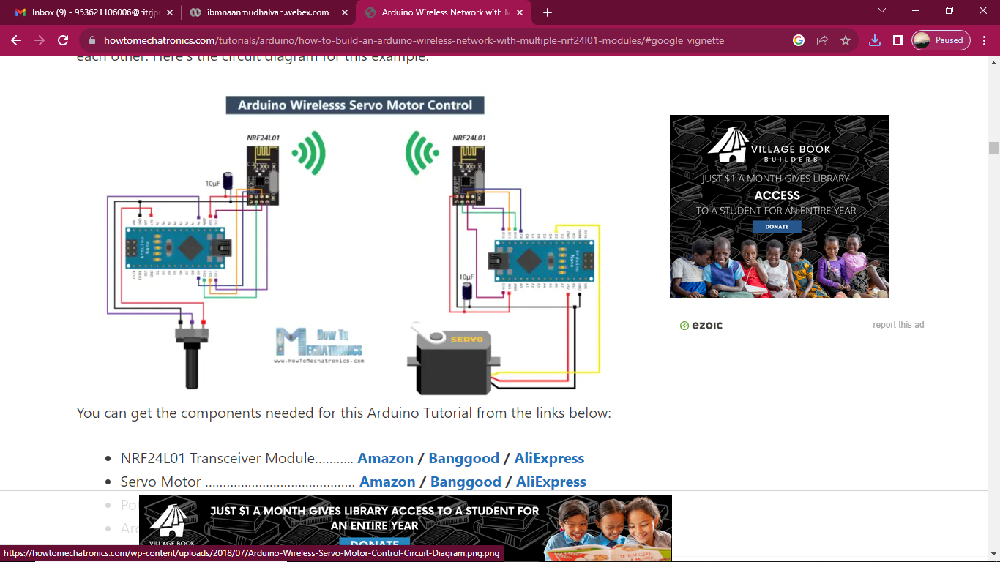 Inbox (9) - 953621106006@ritrjp
ibmnaanmudhalvan.webex.com
Arduino Wireless Network with M
howtomechatronics.com/tutorials/arduino/how-to-build-an-arduino-wireless-network-with-multiple-nrf24l01-modules/#google_vignette
Paused
each other. Here's the circuit diagram for this example.
Arduino Wirelesss Servo Motor Control
NRF24L01
NRF24L01
10µF
Arduino
Nano
Arduino
Nano
10µF
SERVO
How To
MECHATRONICS
www.HowToMechatronics.com
VILLAGE BOOK
BUILDERS
JUST $1 A MONTH GIVES LIBRARY
ACCESS
TO A STUDENT FOR AN ENTIRE YEAR
DONATE
ezoic
report this ad
You can get the components needed for this Arduino Tutorial from the links below:
NRF24L01 Transceiver Module........... Amazon / Banggood / AliExpress
Servo Motor .......................................... Amazon / Banggood / AliExpress
JUST $1 A MONTH GIVES LIBRARY ACCESS TO A STUDENT FOR
AN ENTIRE YEAR
VILLAGE BOOK
DONATE
https://howtomechatronics.com/wp-content/uploads/2018/07/Arduino-Wireless-Servo-Motor-Control-Circuit-Diagram.png.png